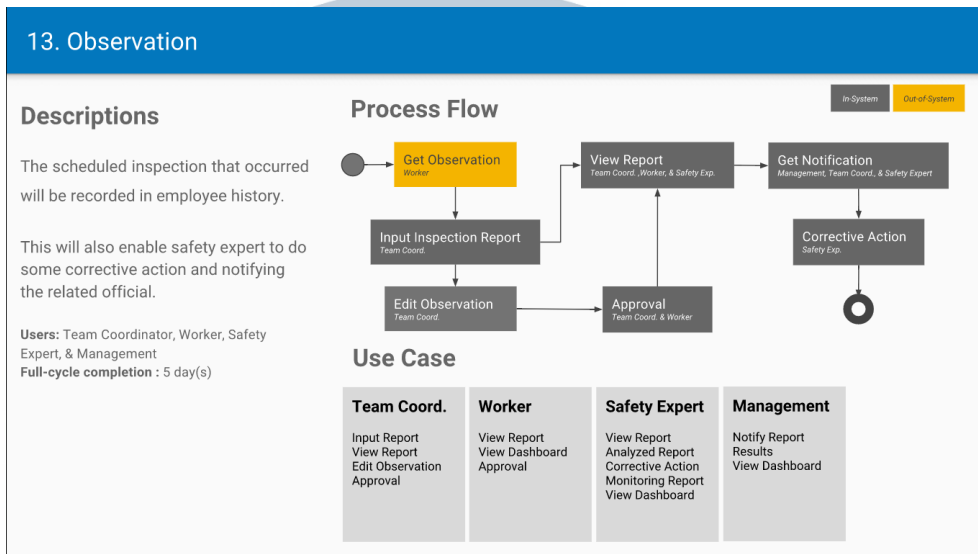 13. Observation
Descriptions
The scheduled inspection that occurred
will be recorded in employee history.
This will also enable safety expert to do
some corrective action and notifying
the related official.
Users: Team Coordinator, Worker, Safety
Expert, & Management
Full-cycle completion : 5 day(s)
Process Flow
In-System
Out-of-System
Get Observation
Worker
View Report
Team Coord. ,Worker, & Safety Exp.
Get Notification
Management, Team Coord., & Safety Expert
Input Inspection Report
Team Coord.
Corrective Action
Safety Exp.
Edit Observation
Team Coord.
Approval
Team Coord. & Worker
Use Case
Team Coord.
Input Report
View Report
Edit Observation
Approval
Worker
View Report
View Dashboard
Approval
Safety Expert
View Report
Analyzed Report
Corrective Action
Monitoring Report
View Dashboard
Management
Notify Report
Results
View Dashboard